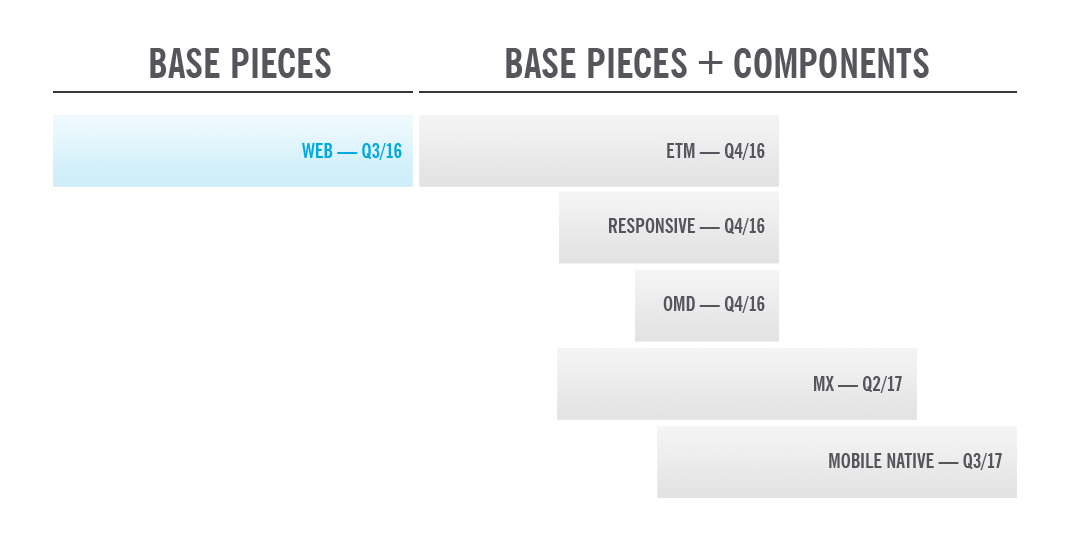 BASE PIECES
BASE PIECES + COMPONENTS
WEB — Q3/16
ETM — Q4/16
RESPONSIVE — Q4/16
OMD — Q4/16
MX — Q2/17
MOBILE NATIVE — Q3/17